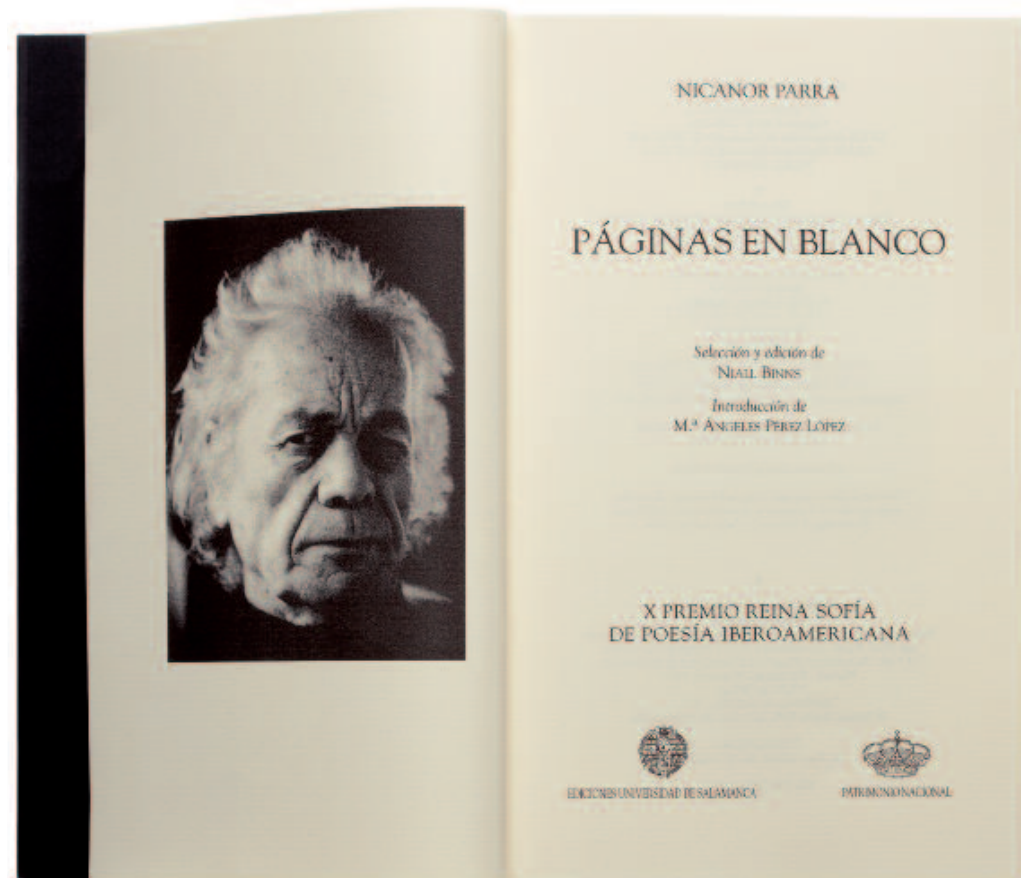 NICANOR PARRA
PÁGINAS EN BLANCO
Selección y edición de
NIALL BINNS
Introducción de
M.ª ÁNGELES PÉREZ LÓPEZ
X PREMIO REINA SOFÍA
DE POESÍA IBEROAMERICANA
EDICIONES UNIVERSIDAD DE SALAMANCA
PATRIMONIO NACIONAL